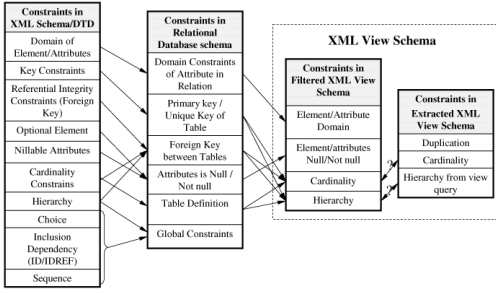 Constraints in
XML Schema/DTD
Domain of
Element/Attributes
Key Constraints
Referential Integrity
Constraints (Foreign
Key)
Optional Element
Nillable Attributes
Cardinality
Constrains
Hierarchy
Choice
Inclusion
Dependency
(ID/IDREF)
Sequence
Constraints in
Relational
Database schema
Domain Constraints
of Attribute in
Relation
Primary key /
Unique Key of
Table
Foreign Key
between Tables
Attributes is Null /
Not null
Table Definition
Global Constraints
XML View Schema
Constraints in
Filtered XML View
Schema
Element/Attribute
Domain
Element/attributes
Null/Not null
Cardinality
Hierarchy
?
?
Constraints in
Extracted XML
View Schema
Duplication
Cardinality
Hierarchy from view
query